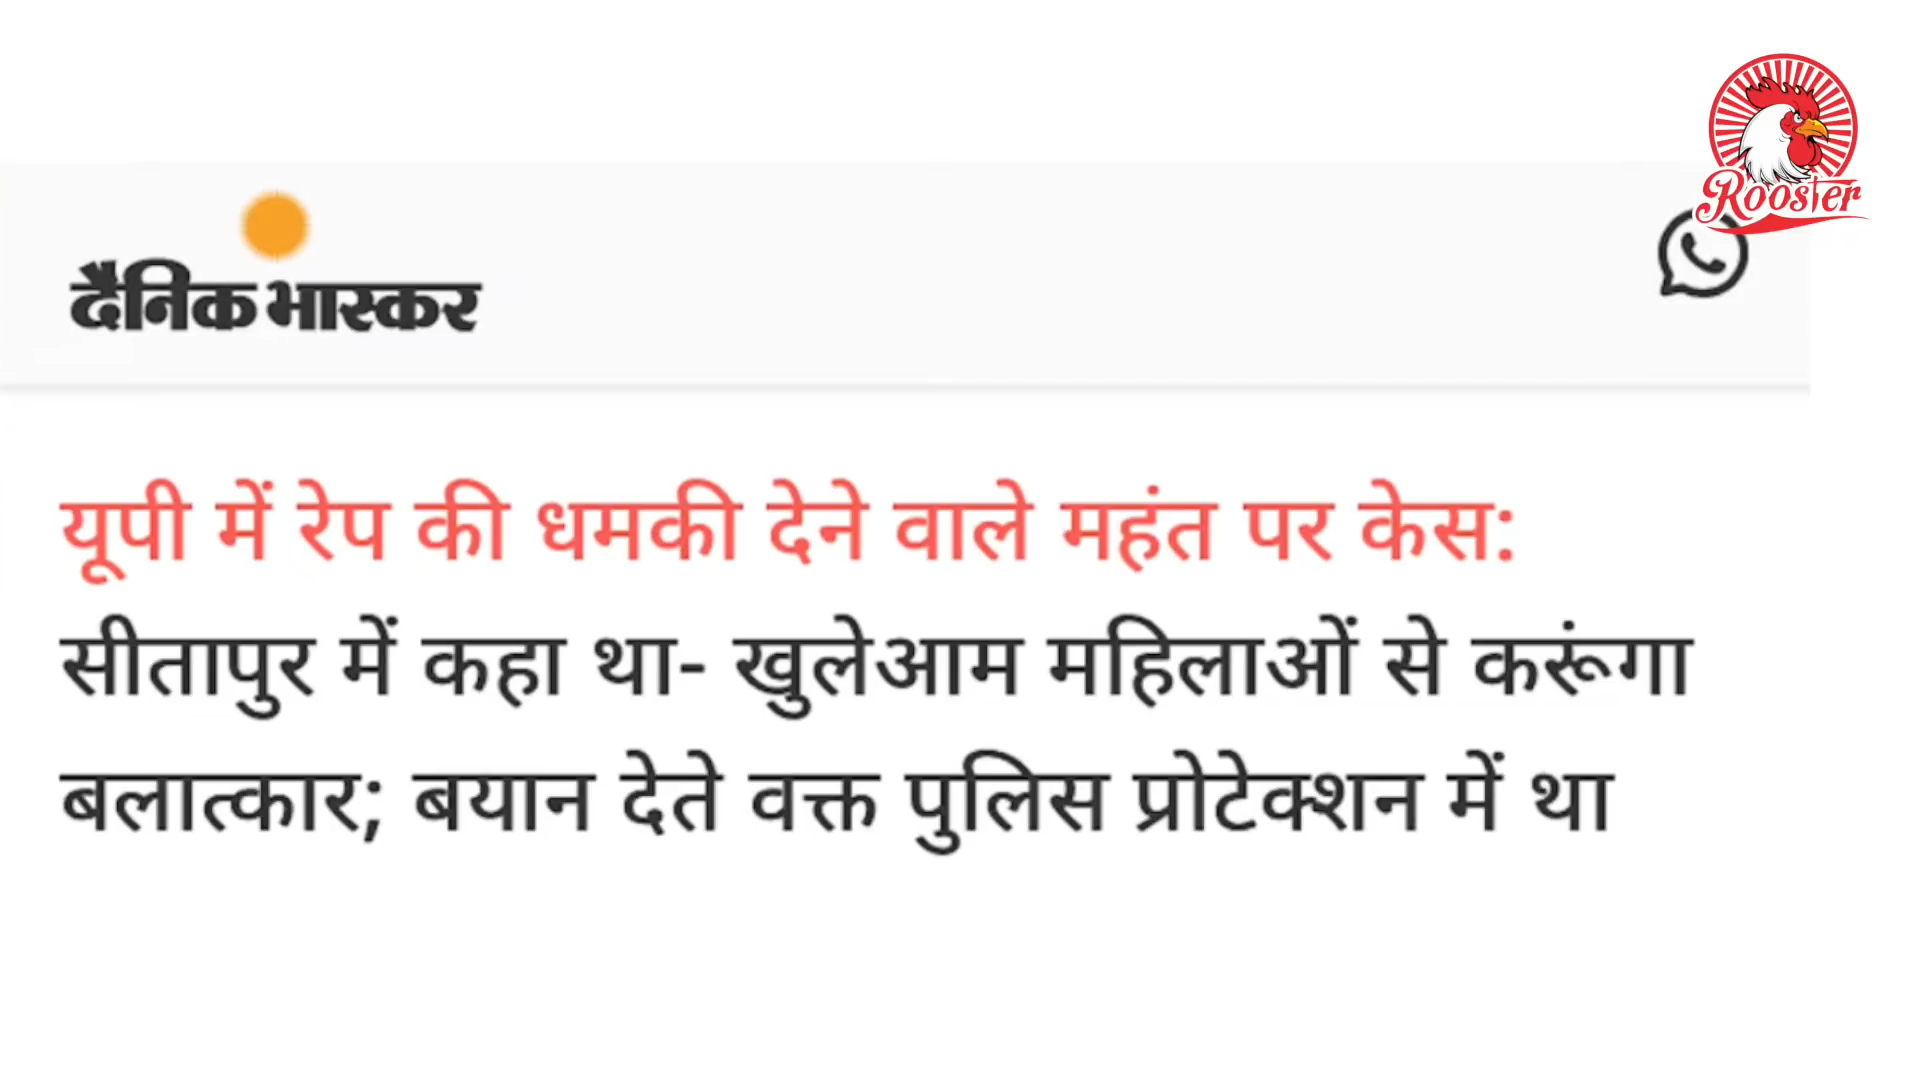 Rooster
दैनिक भास्कर
यूपी में रेप की धमकी देने वाले महंत पर केस:
सीतापुर में कहा था- खुलेआम महिलाओं से करूंगा
बलात्कार; बयान देते वक्त पुलिस प्रोटेक्शन में था